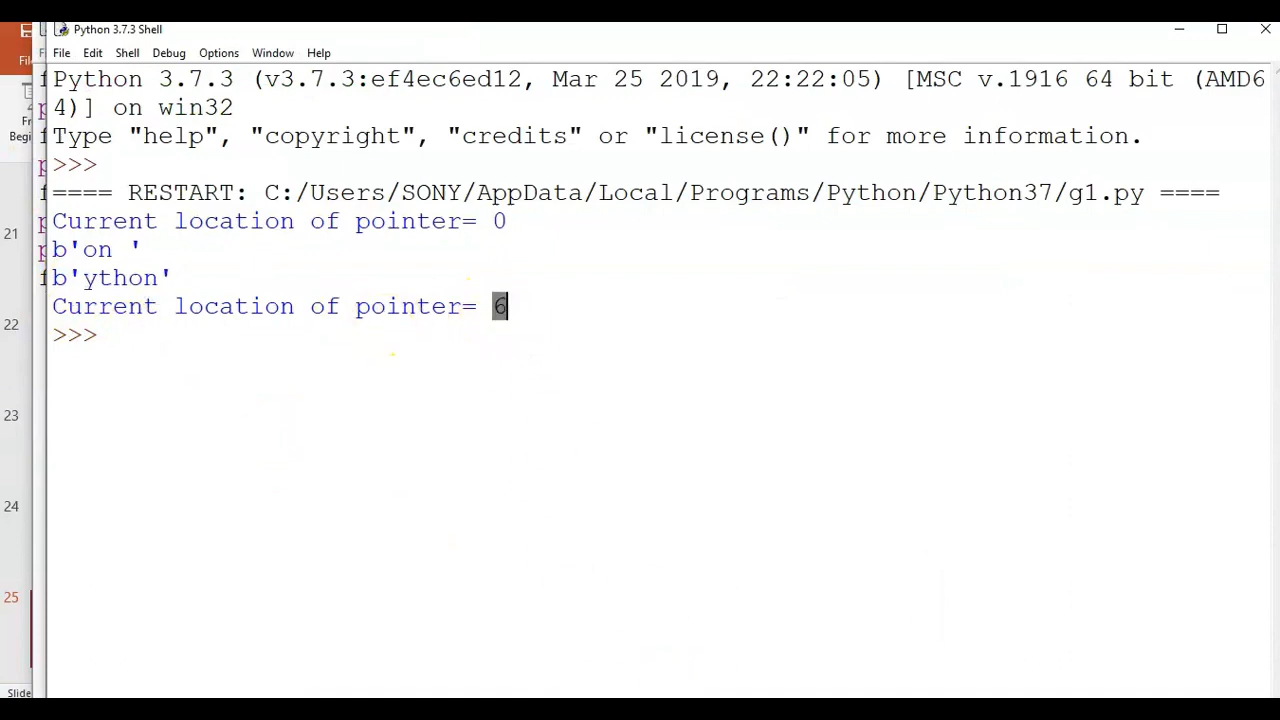 Python 3.7.3 Shell
File Edit Shell Debug Options Window Help
Python 3.7.3 (v3.7.3:ef4ec6ed12, Mar 25 2019, 22:22:05) [MSC v.1916 64 bit (AMD6
4)] on win32
Type "help", "copyright", "credits" or "license()" for more information.
>>>
==== RESTART: C:/Users/SONY/AppData/Local/Programs/Python/Python37/g1.py ====
Current location of pointer= 0
b'on '
b'ython'
Current location of pointer= 6
>>>
21
22
23
24
25
Slide